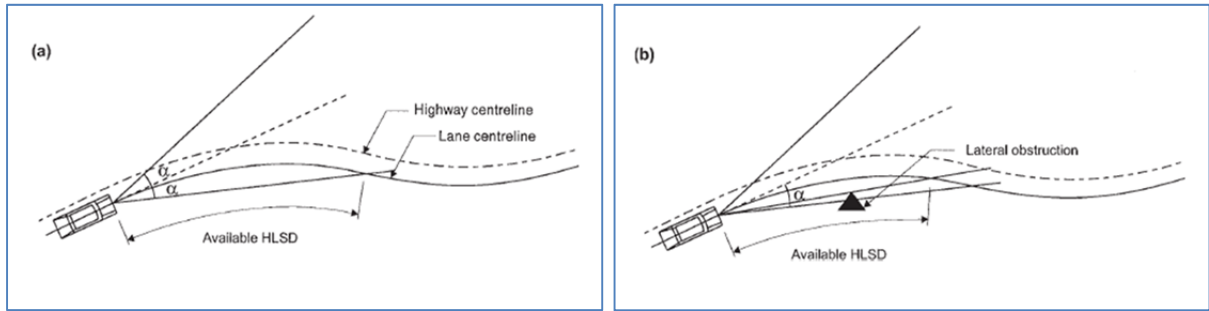 (a)
Highway centreline
Lane centreline
α
α
Available HLSD
(b)
Lateral obstruction
α
Available HLSD